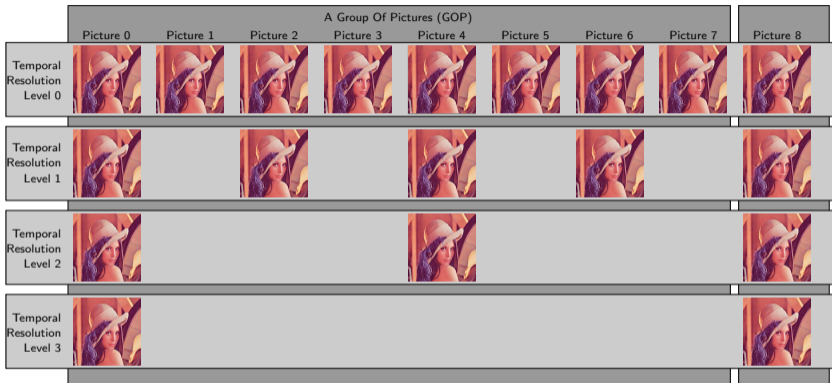 A Group Of Pictures (GOP)
Picture 0 Picture 1 Picture 2 Picture 3 Picture 4 Picture 5 Picture 6 Picture 7 Picture 8
Temporal
Resolution
Level 0
Temporal
Resolution
Level 1
Temporal
Resolution
Level 2
Temporal
Resolution
Level 3